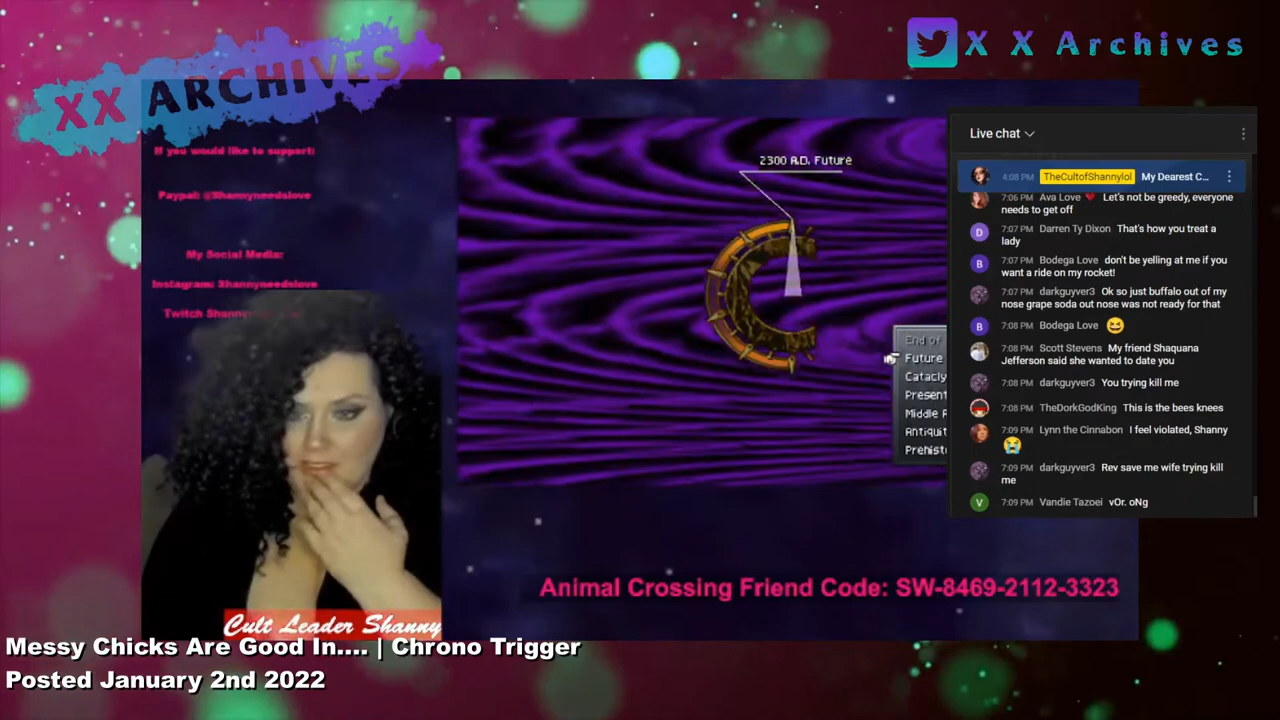 XX ARCHIVES
X X Archives
If you would like to support:
Paypal: @Shannyneedslove
My Social Media:
Instagram: Shannyneedslove
Twitch Shanny
2300 A.D. Future
End of
Future
Catacly
Present
Middle
Antiquit
Prehist
Live chat
4:08 PM TheCultofShannylol My Dearest C...
7:06 PM Ava Love Let's not be greedy, everyone
needs to get off
D
7:07 PM Darren Ty Dixon That's how you treat a
lady
B
7:07 PM Bodega Love don't be yelling at me if you
want a ride on my rocket!
7:07 PM darkguyver3 Ok so just buffalo out of my
nose grape soda out nose was not ready for that
B
7:08 PM Bodega Love 😆
7:08 PM Scott Stevens My friend Shaquana
Jefferson said she wanted to date you
7:08 PM darkguyver3 You trying kill me
7:08 PM TheDorkGodKing This is the bees knees
7:09 PM Lynn the Cinnabon I feel violated, Shanny
😭
7:09 PM darkguyver3 Rev save me wife trying kill
me
V
7:09 PM Vandie Tazoei vOr. oNg
Animal Crossing Friend Code: SW-8469-2112-3323
Cult Leader Shanny
Messy Chicks Are Good In.... | Chrono Trigger
Posted January 2nd 2022